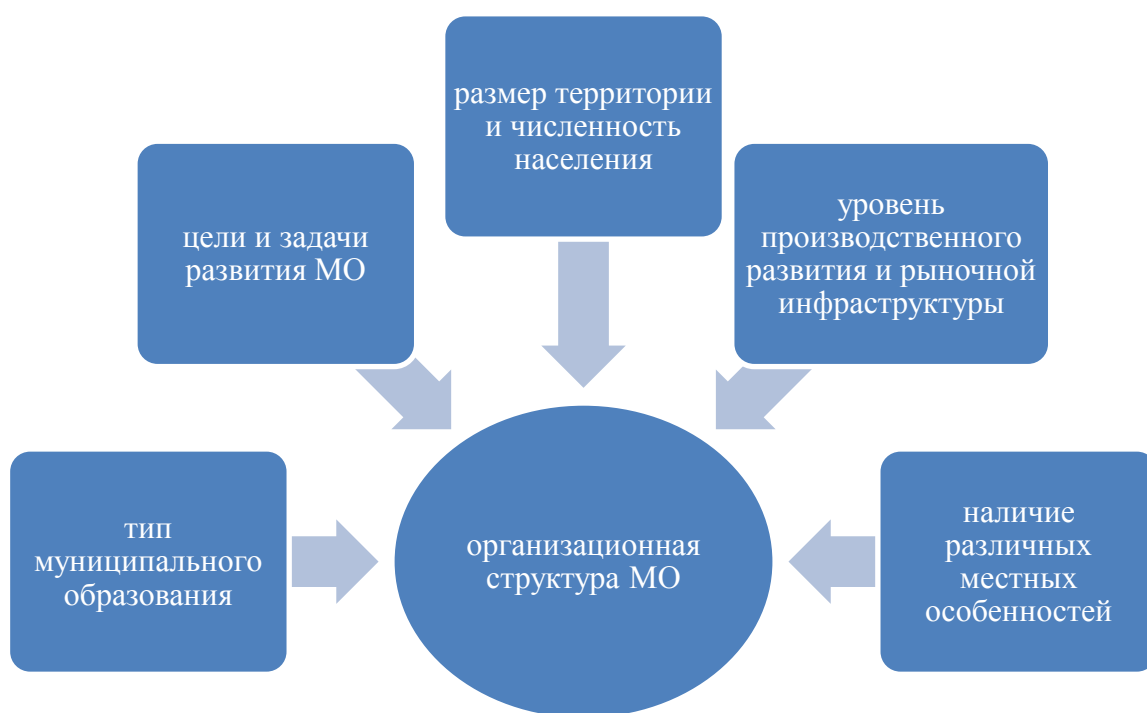 размер территории
и численность
населения
цели и задачи
развития МО
уровень
производственного
развития и рыночной
инфраструктуры
тип
муниципального
образования
организационная
структура МО
наличие
различных
местных
особенностей